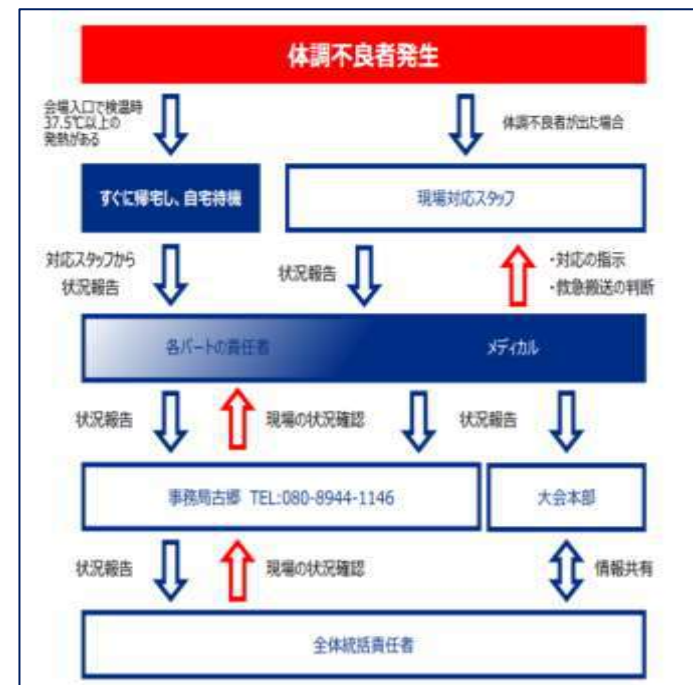 体調不良者発生
会場入口で検温時
37.5℃以上の
発熱がある
体調不良者が出た場合
すぐに帰宅し、自宅待機
現場対応スタッフ
対応スタッフから
状況報告
状況報告
・対応の指示
・救急搬送の判断
各パートの責任者
メディカル
状況報告
現場の状況確認
状況報告
事務局古郷 TEL:080-8944-1146
大会本部
状況報告
現場の状況確認
情報共有
全体統括責任者